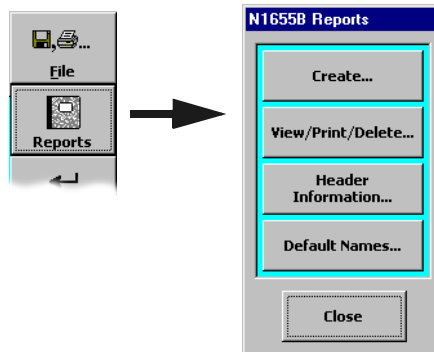 File
Reports
N1655B Reports
Create...
View/Print/Delete...
Header
Information...
Default Names...
Close